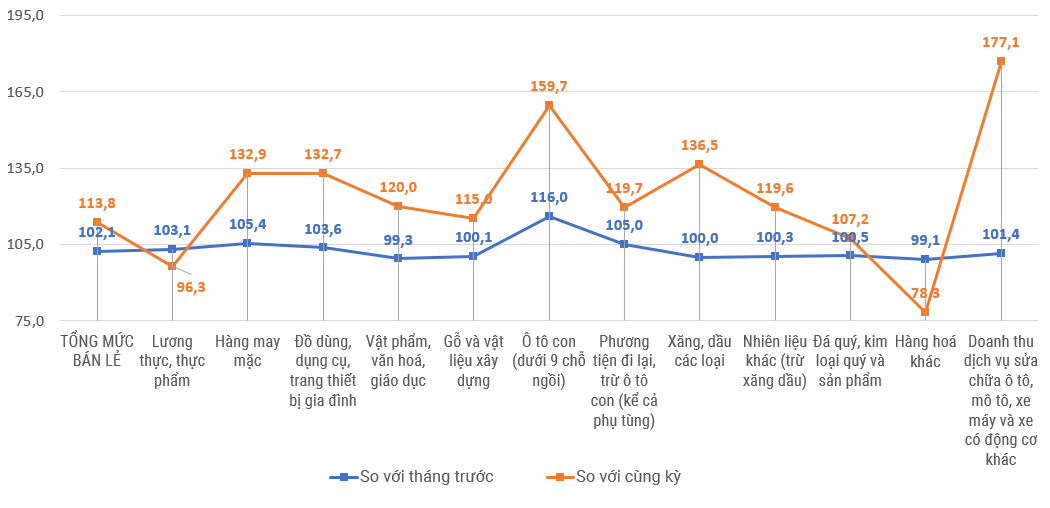 195,0
165,0
135,0
105,0
75,0
113,8
96,3
132,9
132,7
120,0
115,0
159,7
119,7
136,5
119,6
107,2
78,3
177,1
102,1
103,1
105,4
103,6
99,3
100,1
116,0
105,0
100,0
100,3
100,5
99,1
101,4
TỔNG MỨC
BÁN LẺ
Lương
thực, thực
phẩm
Hàng may
mặc
Đồ dùng,
dụng cụ,
trang thiết
bị gia đình
Vật phẩm,
văn hoá,
giáo dục
Gỗ và vật
liệu xây
dựng
Ô tô con
(dưới 9 chỗ
ngồi)
Phương
tiện đi lại,
trừ ô tô
con (kể cả
phụ tùng)
Xăng, dầu
các loại
Nhiên liệu
khác (trừ
xăng dầu)
Đá quý, kim
loại quý và
sản phẩm
Hàng hoá
khác
Doanh thu
dịch vụ sửa
chữa ô tô,
mô tô, xe
máy và xe
có động cơ
khác
So với tháng trước
So với cùng kỳ